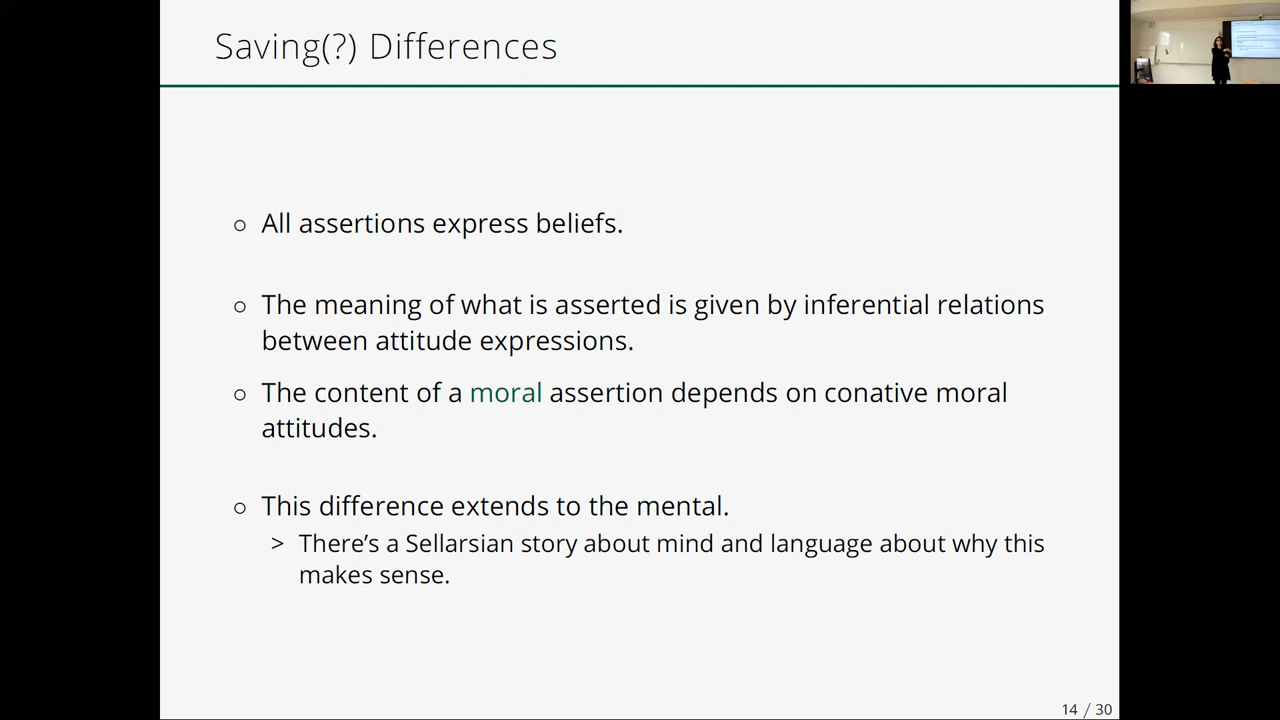 Saving(?) Differences
○ All assertions express beliefs.
○ The meaning of what is asserted is given by inferential relations
between attitude expressions.
○ The content of a moral assertion depends on conative moral
attitudes.
○ This difference extends to the mental.
> There's a Sellarsian story about mind and language about why this
makes sense.
14 / 30